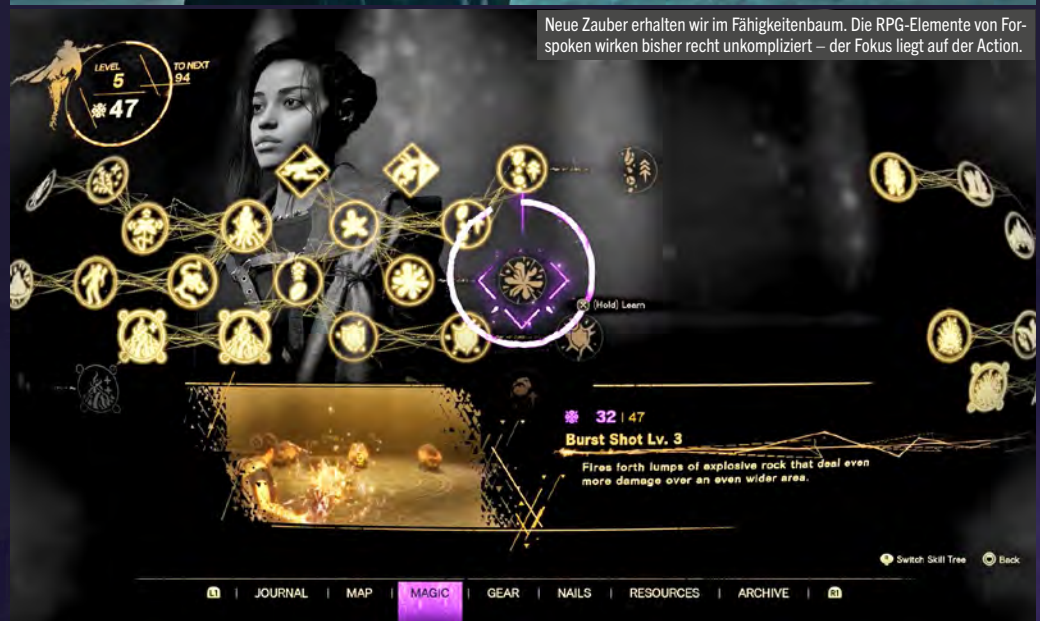 Neue Zauber erhalten wir im Fähigkeitenbaum. Die RPG-Elemente von For-
spoken wirken bisher recht unkompliziert – der Fokus liegt auf der Action.
LEVEL
5
TO NEXT
94
47
(Hold) Learn
32 | 47
Burst Shot Lv. 3
Fires forth lumps of explosive rock that deal even
more damage over an even wider area.
Switch Skill Tree Back
L1 | JOURNAL | MAP | MAGIC | GEAR | NAILS | RESOURCES | ARCHIVE | R1